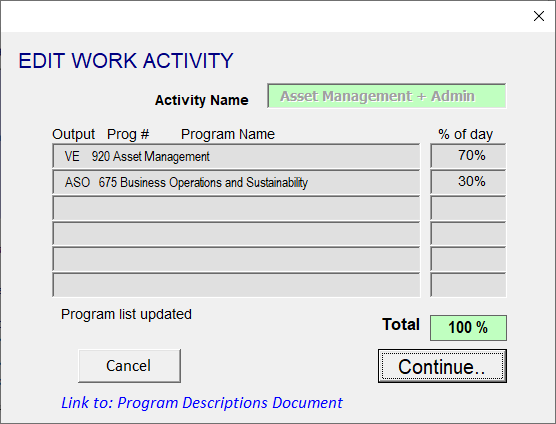 EDIT WORK ACTIVITY
Activity Name Asset Management + Admin
Output Prog # Program Name % of day
VE 920 Asset Management 70%
ASO 675 Business Operations and Sustainability 30%
Program list updated
Total 100 %
Cancel Continue..
Link to: Program Descriptions Document